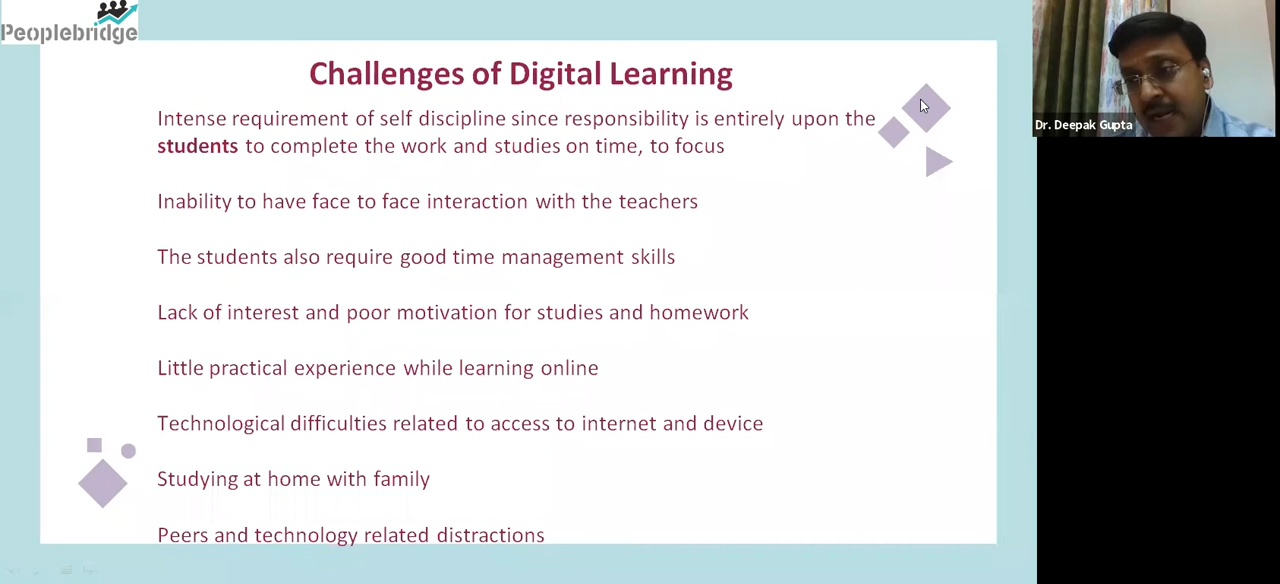 Peoplebridge
Challenges of Digital Learning
Intense requirement of self discipline since responsibility is entirely upon the
students to complete the work and studies on time, to focus
Inability to have face to face interaction with the teachers
The students also require good time management skills
Lack of interest and poor motivation for studies and homework
Little practical experience while learning online
Technological difficulties related to access to internet and device
Studying at home with family
Peers and technology related distractions
Dr. Deepak Gupta